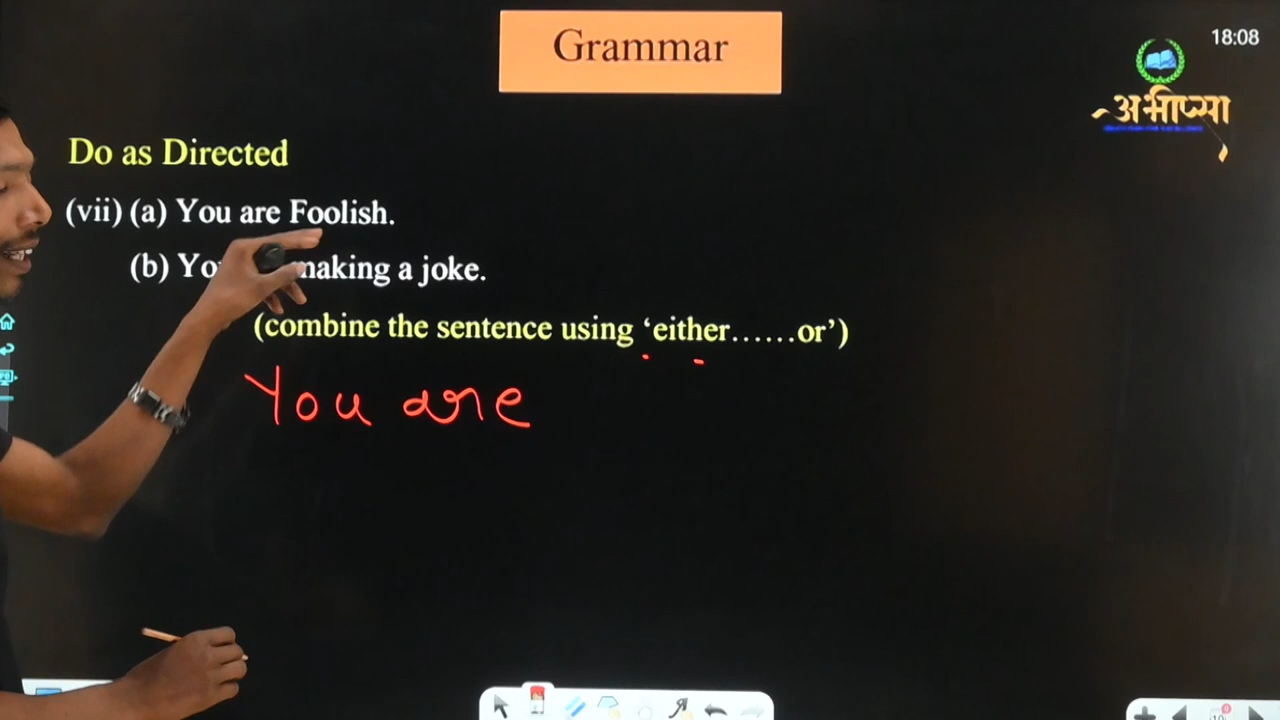 Grammar
18:08
अभीप्सा
Do as Directed
(vii) (a) You are Foolish.
(b) making a joke.
(combine the sentence using ‘either……or’)
You are